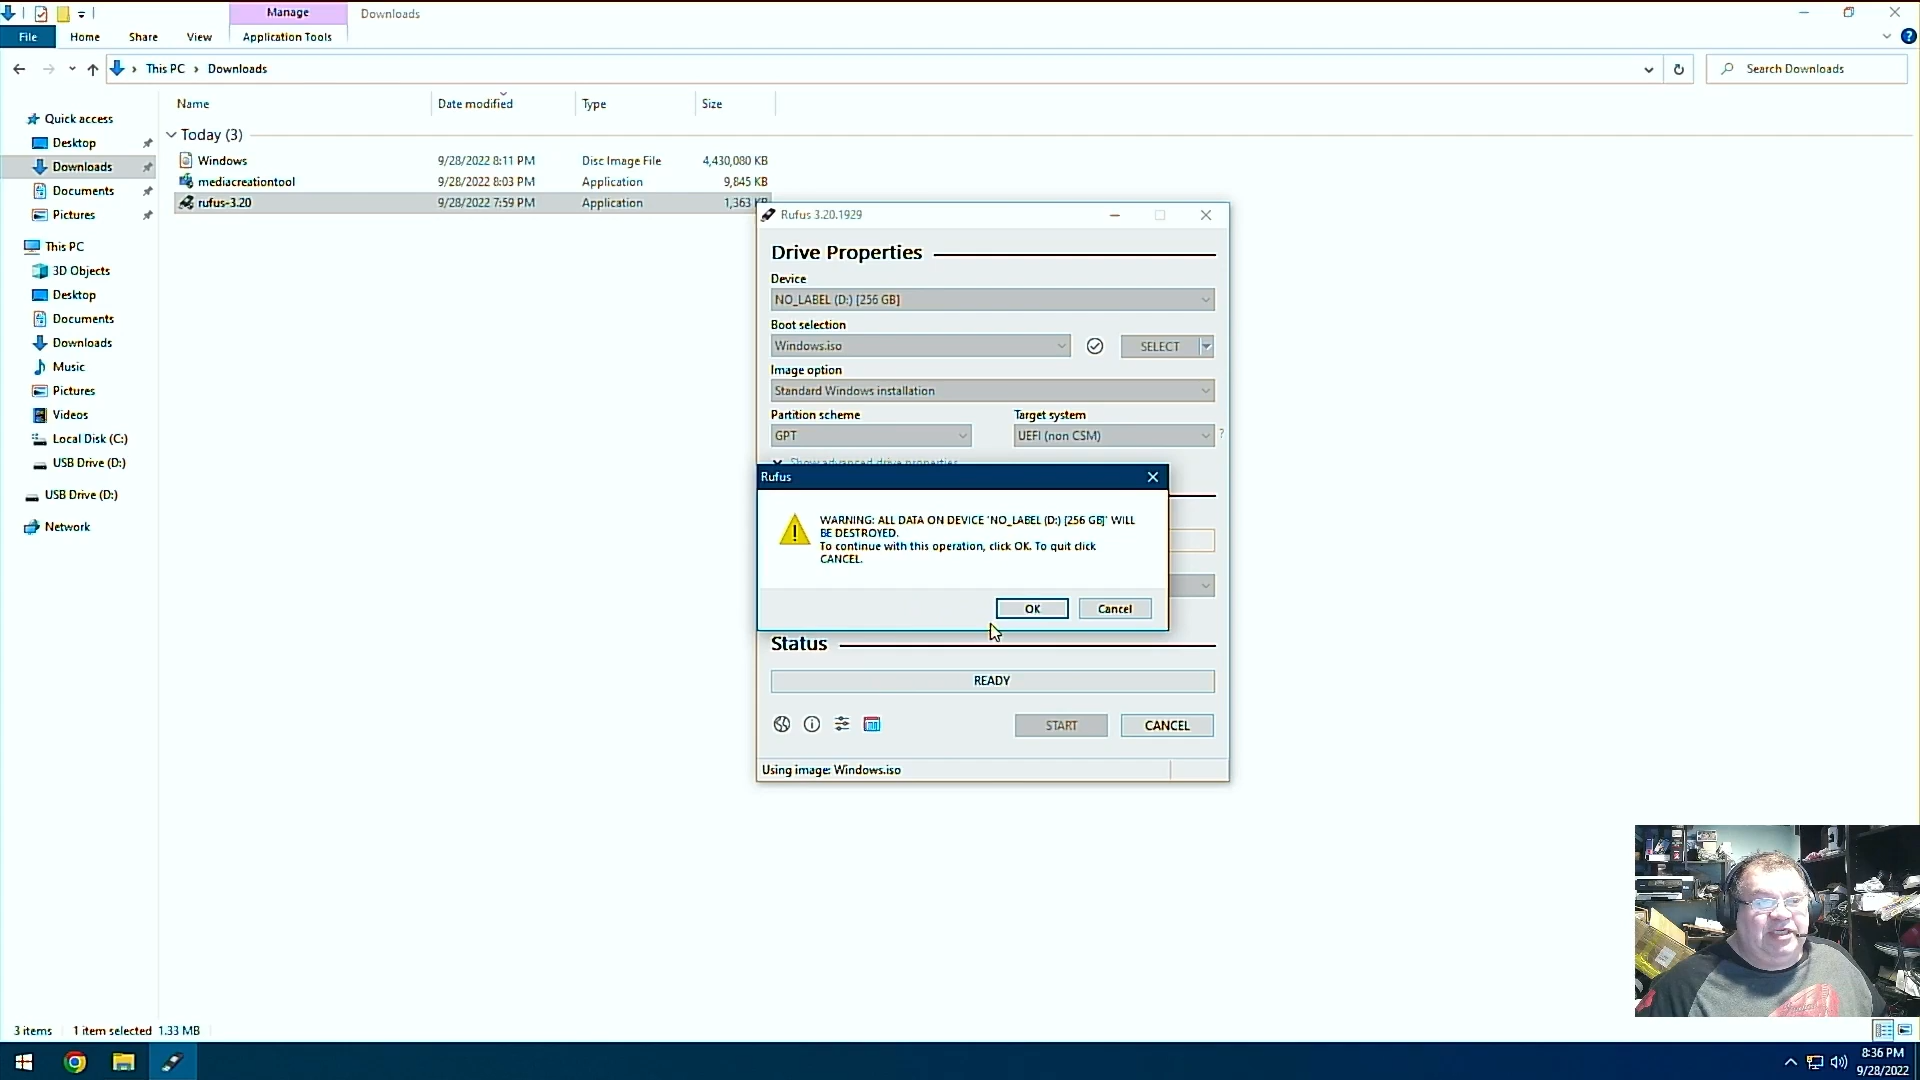 Manage
Downloads
File
Home
Share
View
Application Tools
This PC
Downloads
Search Downloads
Name
Date modified
Type
Size
Quick access
Desktop
Downloads
Documents
Pictures
This PC
3D Objects
Desktop
Documents
Downloads
Music
Pictures
Videos
Local Disk (C:)
USB Drive (D:)
USB Drive (D:)
Network
Today (3)
Windows 9/28/2022 8:11 PM Disc Image File 4,430,080 KB
mediacreationtool 9/28/2022 8:03 PM Application 9,845 KB
rufus-3.20 9/28/2022 7:59 PM Application 1,363
Rufus 3.20.1929
Drive Properties
Device
NO_LABEL (D:) [256 GB]
Boot selection
Windows.iso
SELECT
Image option
Standard Windows installation
Partition scheme
Target system
GPT
UEFI (non CSM)
?
Show advanced drive properties
Rufus
WARNING: ALL DATA ON DEVICE 'NO_LABEL (D:) [256 GB]' WILL
BE DESTROYED.
To continue with this operation, click OK. To quit click
CANCEL.
OK
Cancel
Status
READY
START
CANCEL
Using image: Windows.iso
3 items
1 item selected 1.33 MB
8:36 PM
9/28/2022